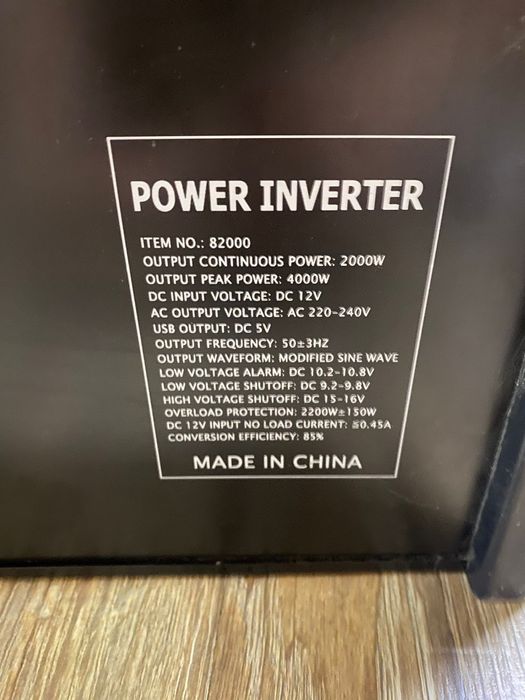 POWER INVERTER
ITEM NO.: 82000
OUTPUT CONTINUOUS POWER: 2000W
OUTPUT PEAK POWER: 4000W
DC INPUT VOLTAGE: DC 12V
AC OUTPUT VOLTAGE: AC 220-240V
USB OUTPUT: DC 5V
OUTPUT FREQUENCY: 50±3HZ
OUTPUT WAVEFORM: MODIFIED SINE WAVE
LOW VOLTAGE ALARM: DC 10.2-10.8V
LOW VOLTAGE SHUTOFF: DC 9.2-9.8V
HIGH VOLTAGE SHUTOFF: DC 15-16V
OVERLOAD PROTECTION: 2200W±150W
DC 12V INPUT NO LOAD CURRENT: ≦0.45A
CONVERSION EFFICIENCY: 85%
MADE IN CHINA